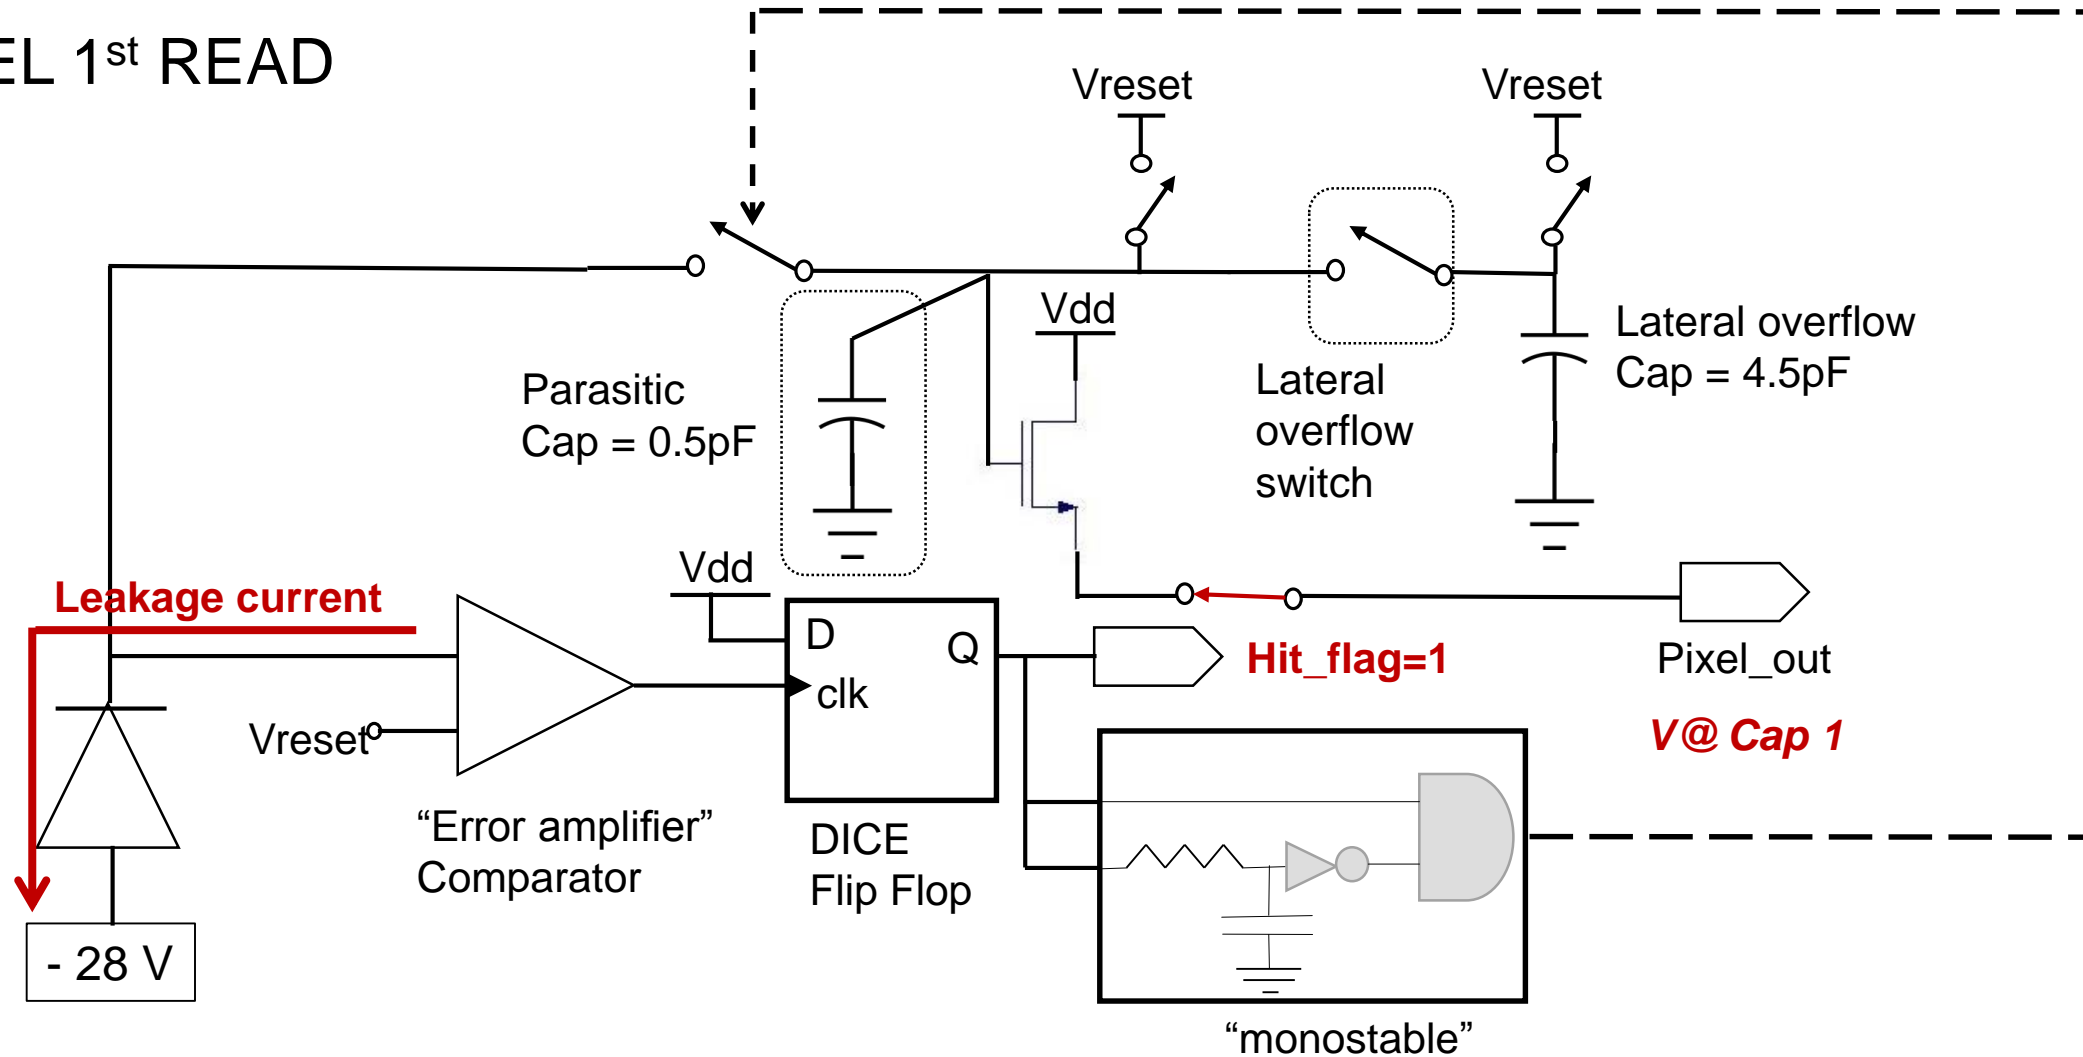 EL 1st READ
Vreset
Vreset
Vdd
Lateral overflow
Cap = 4.5pF
Parasitic
Cap = 0.5pF
Lateral
overflow
switch
Vdd
Leakage current
D
Q
clk
Hit_flag=1
Pixel_out
Vreset
V@ Cap 1
“Error amplifier”
Comparator
DICE
Flip Flop
- 28 V
“monostable”